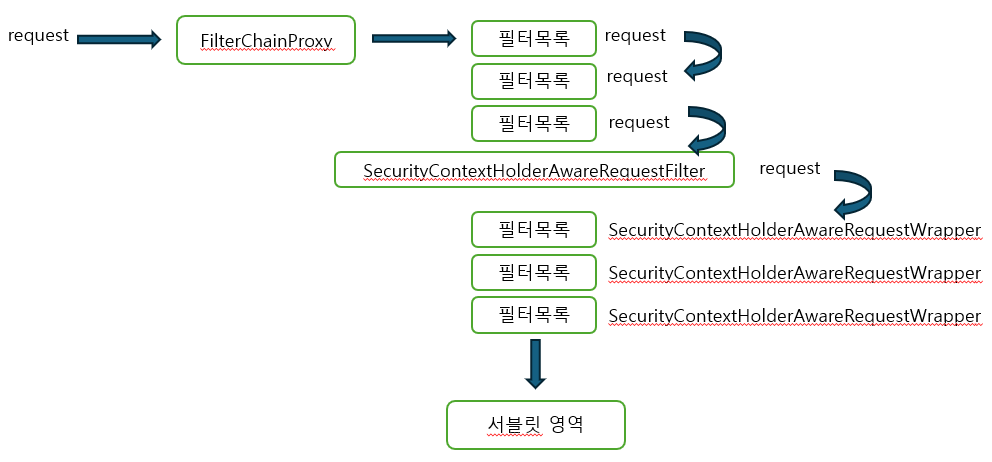 request
FilterChainProxy
필터목록 request
필터목록 request
필터목록 request
SecurityContextHolderAwareRequestFilter request
필터목록 SecurityContextHolderAwareRequestWrapper
필터목록 SecurityContextHolderAwareRequestWrapper
필터목록 SecurityContextHolderAwareRequestWrapper
서블릿 영역